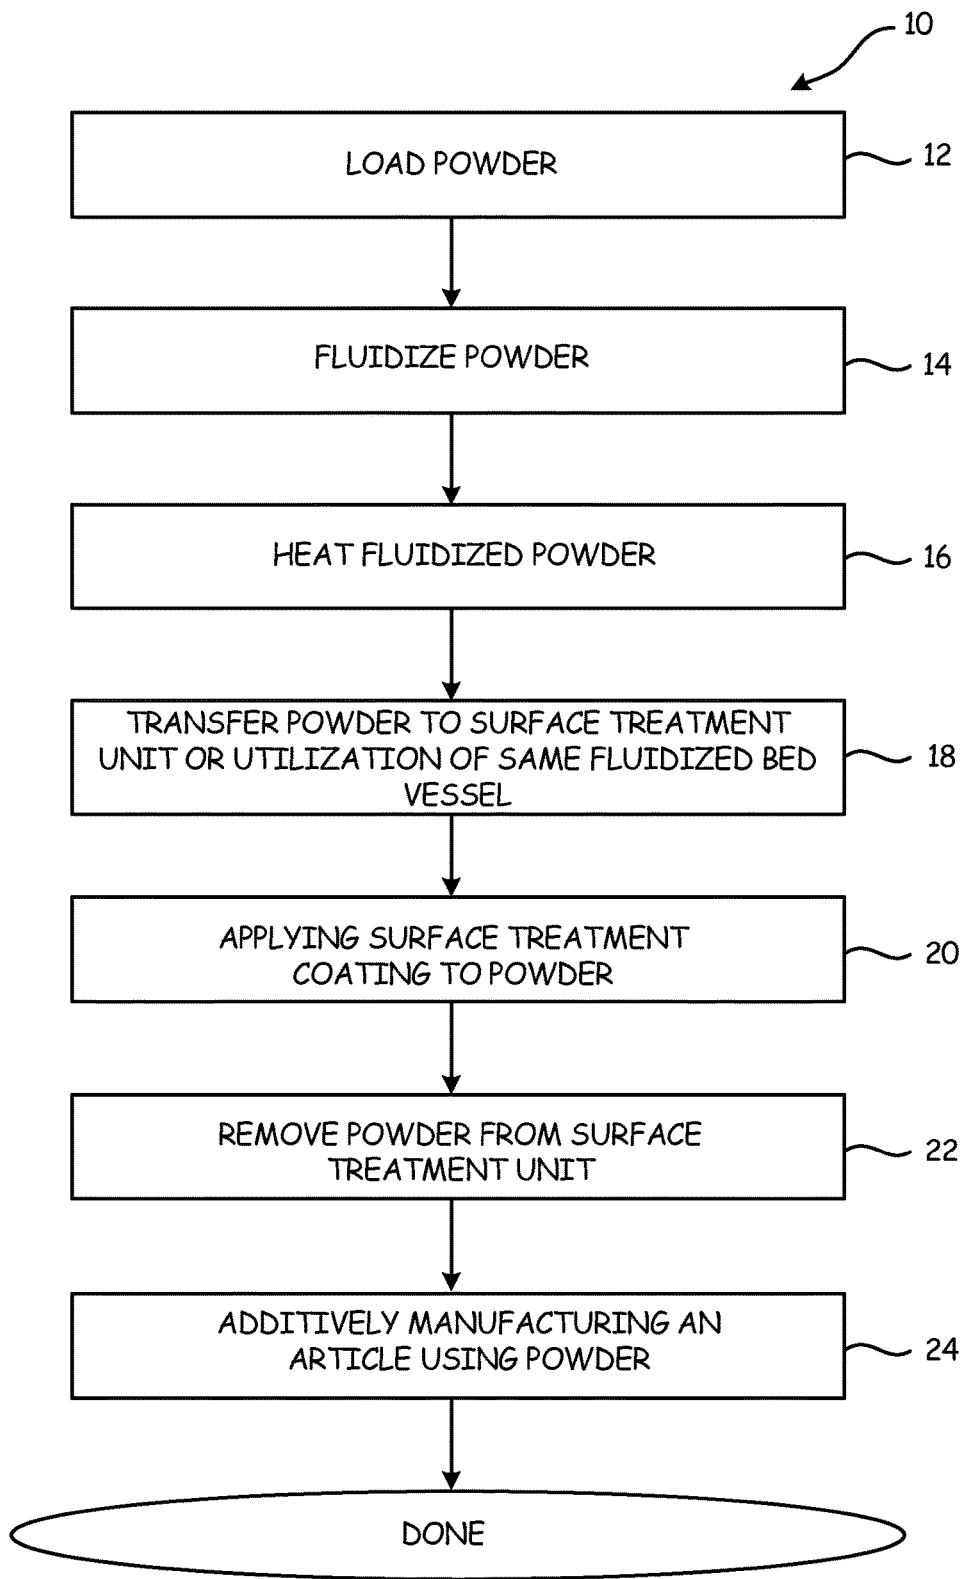 10
LOAD POWDER
12
FLUIDIZE POWDER
14
HEAT FLUIDIZED POWDER
16
TRANSFER POWDER TO SURFACE TREATMENT
UNIT OR UTILIZATION OF SAME FLUIDIZED BED
VESSEL
18
APPLYING SURFACE TREATMENT
COATING TO POWDER
20
REMOVE POWDER FROM SURFACE
TREATMENT UNIT
22
ADDITIVELY MANUFACTURING AN
ARTICLE USING POWDER
24
DONE